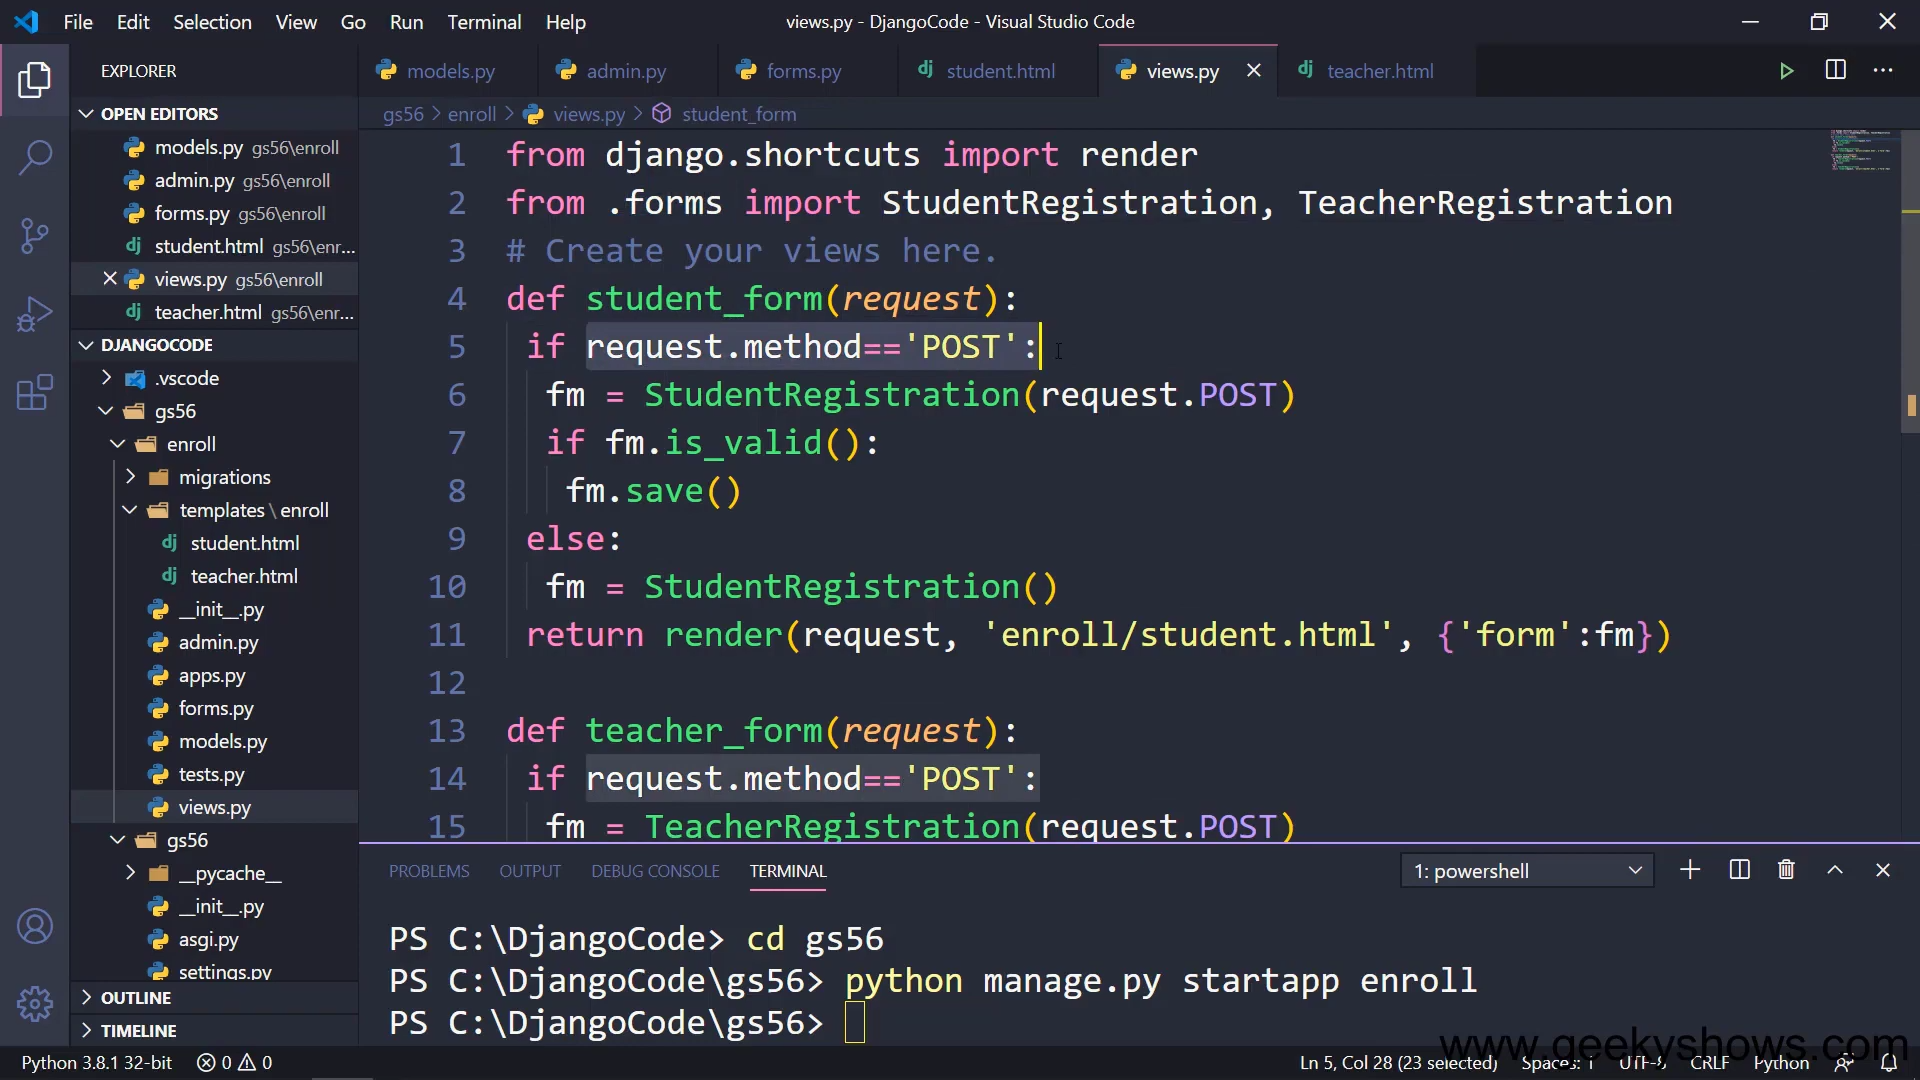 File Edit Selection View Go Run Terminal Help
views.py - DjangoCode - Visual Studio Code
EXPLORER
models.py admin.py forms.py student.html views.py teacher.html
OPEN EDITORS
models.py gs56\enroll
admin.py gs56\enroll
forms.py gs56\enroll
student.html gs56\enr...
views.py gs56\enroll
teacher.html gs56\enr...
DJANGOCODE
.vscode
gs56
enroll
migrations
templates\enroll
student.html
teacher.html
__init__.py
admin.py
apps.py
forms.py
models.py
tests.py
views.py
gs56
__pycache__
__init__.py
asgi.py
settings.py
OUTLINE
TIMELINE
gs56 > enroll > views.py > student_form
1 from django.shortcuts import render
2 from .forms import StudentRegistration, TeacherRegistration
3 # Create your views here.
4 def student_form(request):
5 if request.method=='POST':
6 fm = StudentRegistration(request.POST)
7 if fm.is_valid():
8 fm.save()
9 else:
10 fm = StudentRegistration()
11 return render(request, 'enroll/student.html', {'form':fm})
12
13 def teacher_form(request):
14 if request.method=='POST':
15 fm = TeacherRegistration(request.POST)
PROBLEMS OUTPUT DEBUG CONSOLE TERMINAL 1: powershell
PS C:\DjangoCode> cd gs56
PS C:\DjangoCode\gs56> python manage.py startapp enroll
PS C:\DjangoCode\gs56>
www.geekyshows.com
Python 3.8.1 32-bit 0 0 Ln 5, Col 28 (23 selected) Spaces: 1 UTF-8 CRLF Python